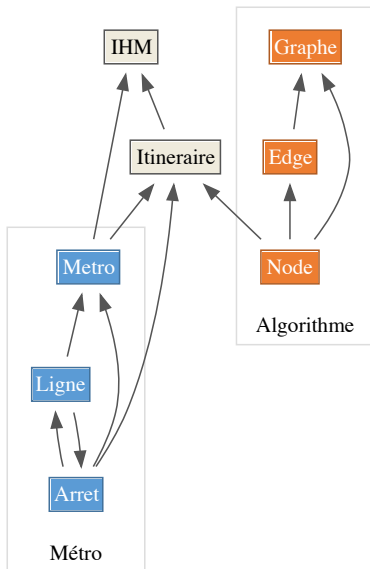 IHM
Graphe
Itineraire
Edge
Metro
Node
Algorithme
Ligne
Arret
Métro